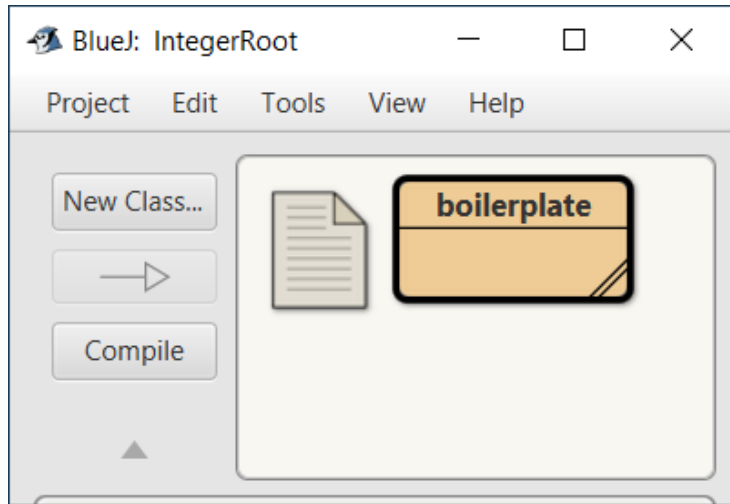 BlueJ: IntegerRoot
Project Edit Tools View Help
New Class...
boilerplate
Compile